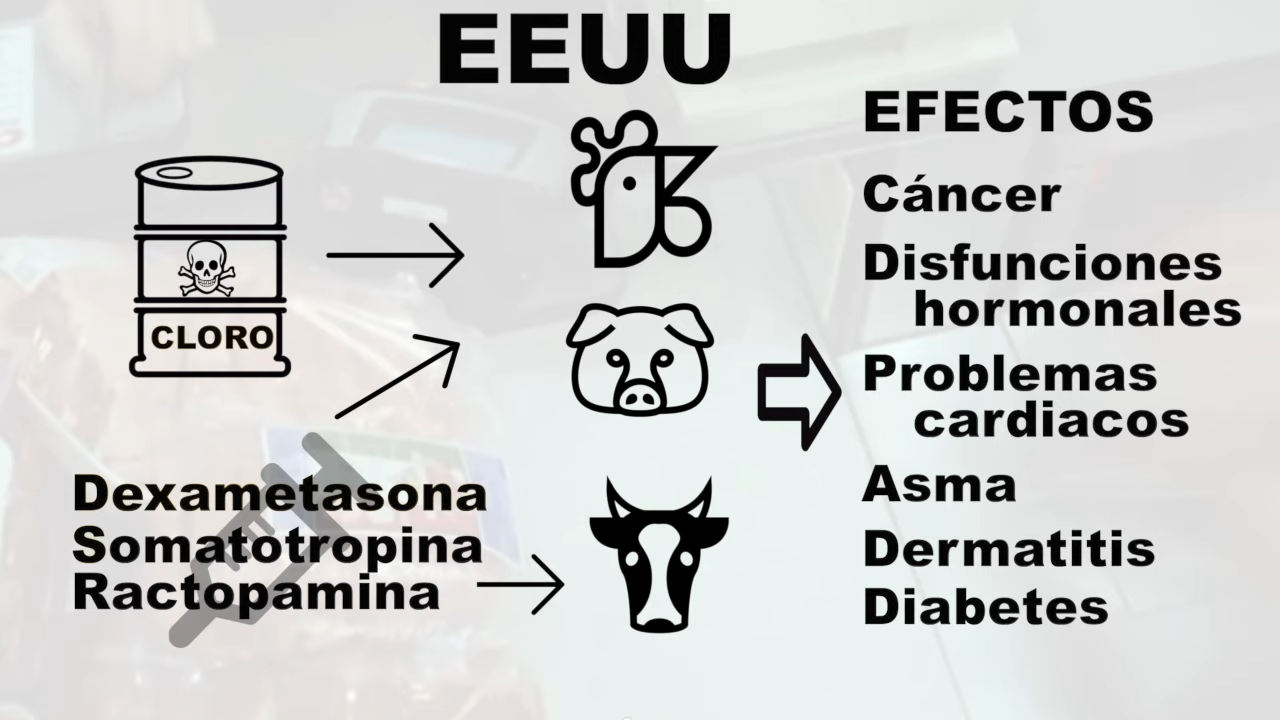 EEUU
CLORO
Dexametasona
Somatotropina
Ractopamina
EFECTOS
Cáncer
Disfunciones
hormonales
Problemas
cardiacos
Asma
Dermatitis
Diabetes